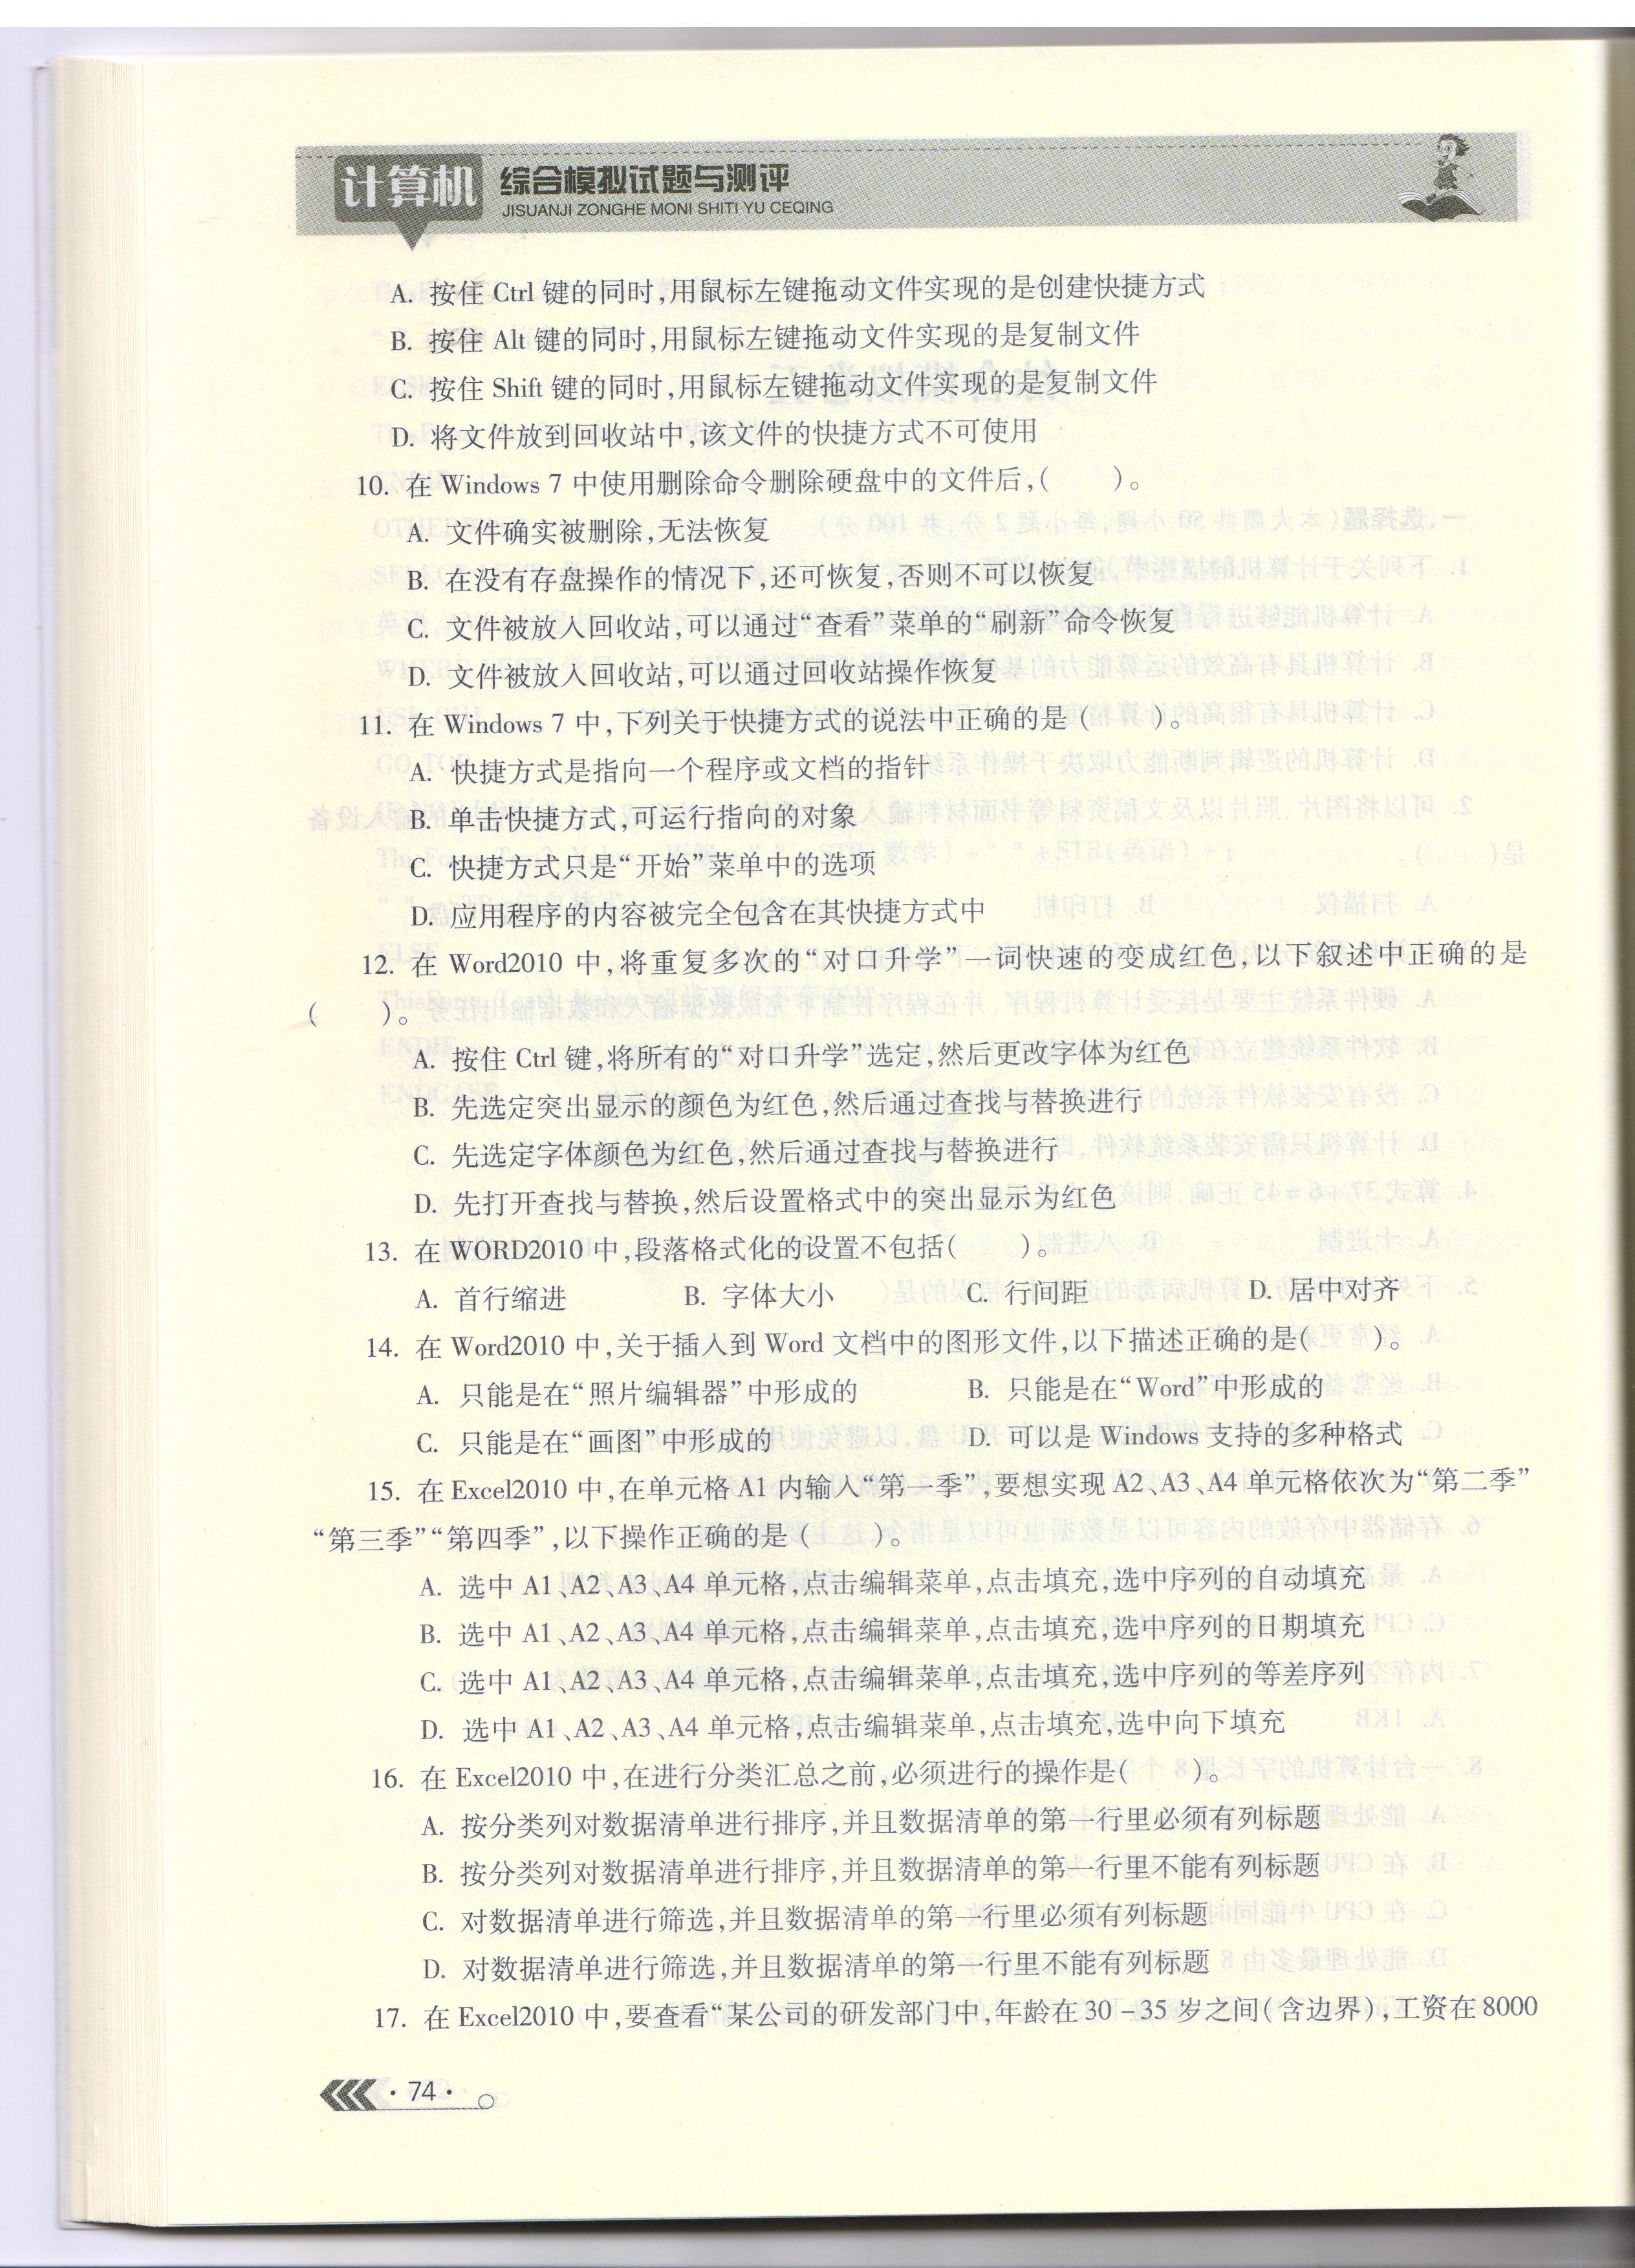 计算机 综合模拟试题与测评
JISUANJI ZONGHE MONI SHITI YU CEQING
A. 按住 Ctrl 键的同时,用鼠标左键拖动文件实现的是创建快捷方式
B. 按住 Alt 键的同时,用鼠标左键拖动文件实现的是复制文件
C. 按住 Shift 键的同时,用鼠标左键拖动文件实现的是复制文件
D. 将文件放到回收站中,该文件的快捷方式不可使用
10. 在 Windows 7 中使用删除命令删除硬盘中的文件后,(  )。
A. 文件确实被删除,无法恢复
B. 在没有存盘操作的情况下,还可恢复,否则不可以恢复
C. 文件被放入回收站,可以通过“查看”菜单的“刷新”命令恢复
D. 文件被放入回收站,可以通过回收站操作恢复
11. 在 Windows 7 中,下列关于快捷方式的说法中正确的是 (  )。
A. 快捷方式是指向一个程序或文档的指针
B. 单击快捷方式,可运行指向的对象
C. 快捷方式只是“开始”菜单中的选项
D. 应用程序的内容被完全包含在其快捷方式中
12. 在 Word2010 中,将重复多次的“对口升学”一词快速的变成红色,以下叙述中正确的是
(  )。
A. 按住 Ctrl 键,将所有的“对口升学”选定,然后更改字体为红色
B. 先选定突出显示的颜色为红色,然后通过查找与替换进行
C. 先选定字体颜色为红色,然后通过查找与替换进行
D. 先打开查找与替换,然后设置格式中的突出显示为红色
13. 在 WORD2010 中,段落格式化的设置不包括(  )。
A. 首行缩进 B. 字体大小 C. 行间距 D. 居中对齐
14. 在 Word2010 中,关于插入到 Word 文档中的图形文件,以下描述正确的是(  )。
A. 只能是在“照片编辑器”中形成的 B. 只能是在“Word”中形成的
C. 只能是在“画图”中形成的 D. 可以是 Windows 支持的多种格式
15. 在 Excel2010 中,在单元格 A1 内输入“第一季”,要想实现 A2、A3、A4 单元格依次为“第二季”
“第三季”“第四季”,以下操作正确的是 (  )。
A. 选中 A1、A2、A3、A4 单元格,点击编辑菜单,点击填充,选中序列的自动填充
B. 选中 A1、A2、A3、A4 单元格,点击编辑菜单,点击填充,选中序列的日期填充
C. 选中 A1、A2、A3、A4 单元格,点击编辑菜单,点击填充,选中序列的等差序列
D. 选中 A1、A2、A3、A4 单元格,点击编辑菜单,点击填充,选中向下填充
16. 在 Excel2010 中,在进行分类汇总之前,必须进行的操作是(  )。
A. 按分类列对数据清单进行排序,并且数据清单的第一行里必须有列标题
B. 按分类列对数据清单进行排序,并且数据清单的第一行里不能有列标题
C. 对数据清单进行筛选,并且数据清单的第一行里必须有列标题
D. 对数据清单进行筛选,并且数据清单的第一行里不能有列标题
17. 在 Excel2010 中,要查看“某公司的研发部门中,年龄在 30－35 岁之间(含边界),工资在 8000
·74·